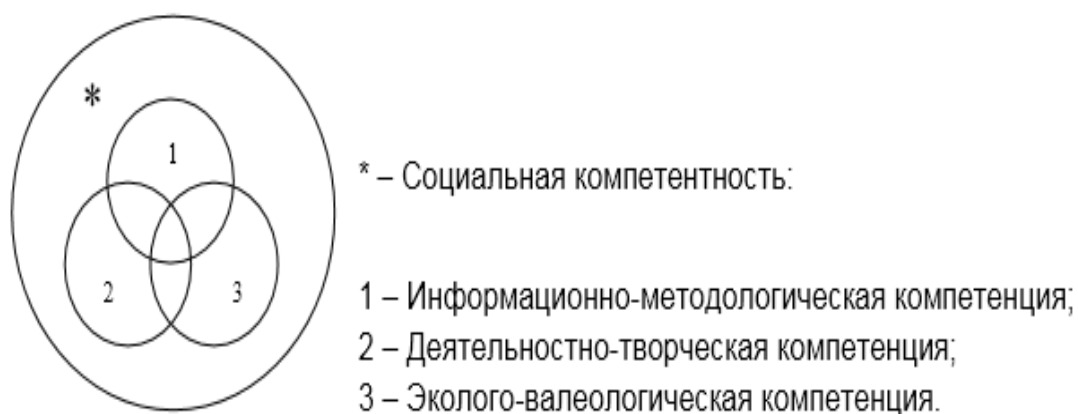 *
1
2
3
* – Социальная компетентность:
1 – Информационно-методологическая компетенция;
2 – Деятельностно-творческая компетенция;
3 – Эколого-валеологическая компетенция.